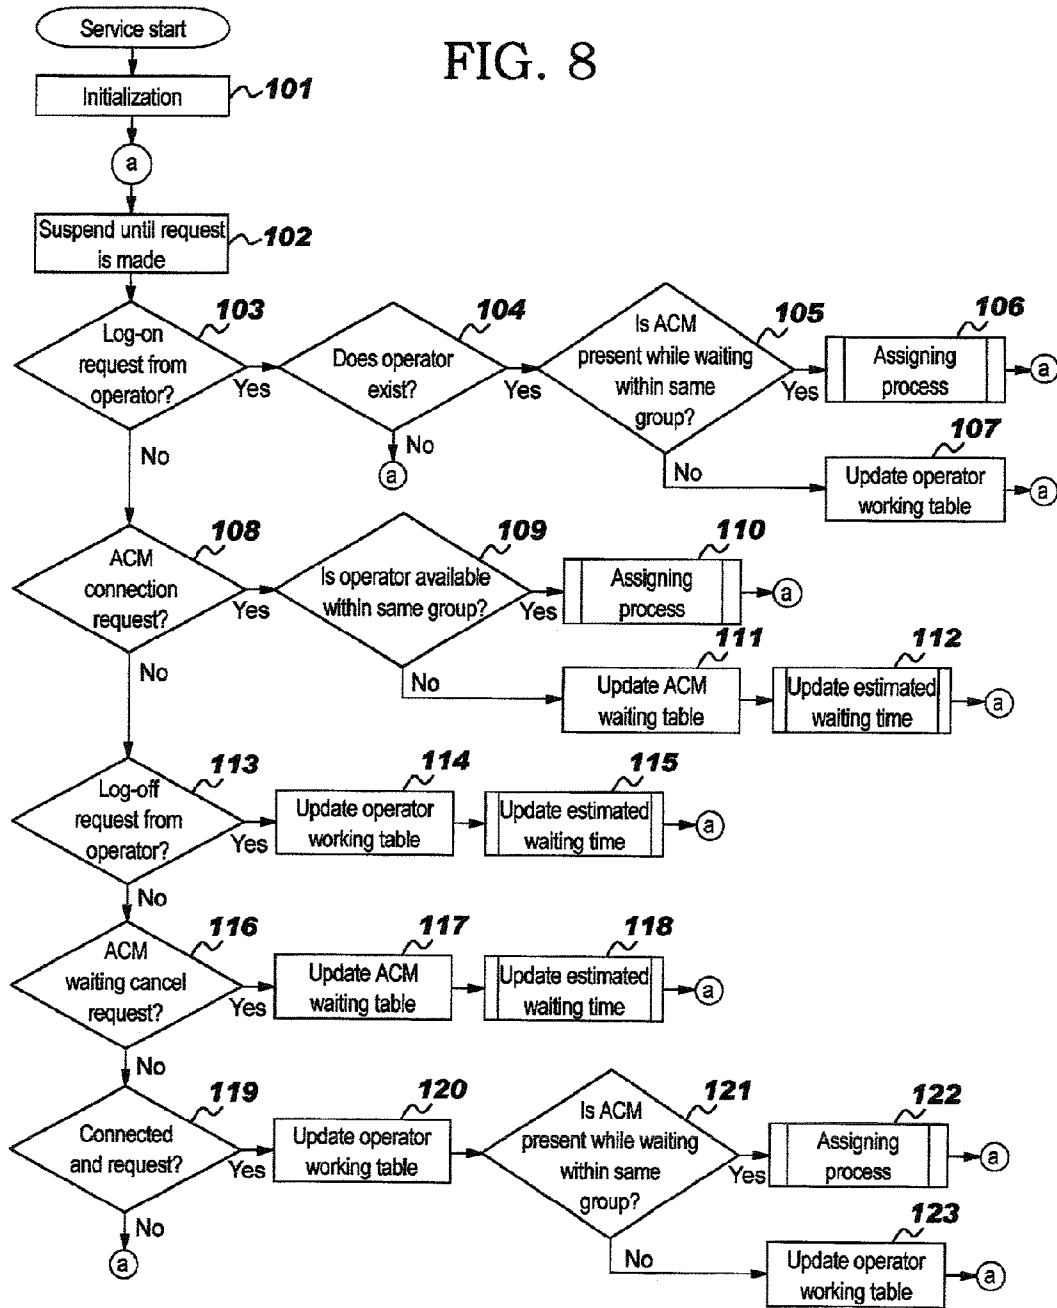 FIG. 8
Service start
Initialization
101
a
Suspend until request
is made
102
103
Log-on
request from
operator?
Yes
No
104
Does operator
exist?
Yes
No
a
105
Is ACM
present while waiting
within same
group?
Yes
No
106
Assigning
process
a
107
Update operator
working table
a
108
ACM
connection
request?
Yes
No
109
Is operator available
within same group?
Yes
No
110
Assigning
process
a
111
Update ACM
waiting table
112
Update estimated
waiting time
a
113
Log-off
request from
operator?
Yes
No
114
Update operator
working table
115
Update estimated
waiting time
a
116
ACM
waiting cancel
request?
Yes
No
117
Update ACM
waiting table
118
Update estimated
waiting time
a
119
Connected
and request?
Yes
No
a
120
Update operator
working table
121
Is ACM
present while waiting
within same
group?
Yes
No
122
Assigning
process
a
123
Update operator
working table
a